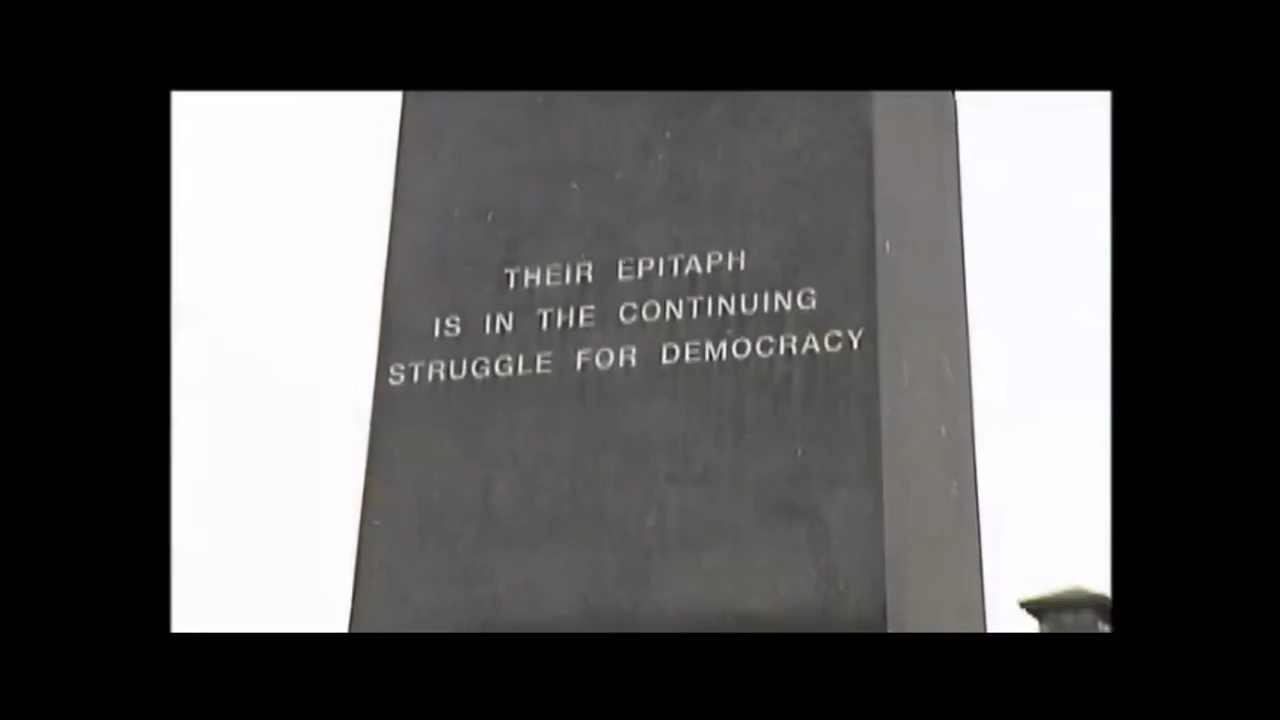 THEIR EPITAPH
IS IN THE CONTINUING
STRUGGLE FOR DEMOCRACY